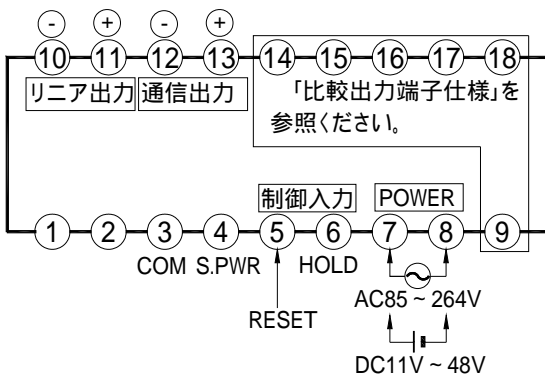 - + - +
10 11 12 13 14 15 16 17 18
リニア出力 通信出力 「比較出力端子仕様」を
参照ください。
制御入力 POWER
1 2 3 4 5 6 7 8 9
COM S.PWR HOLD
AC85 ~ 264V
RESET
DC11V ~ 48V